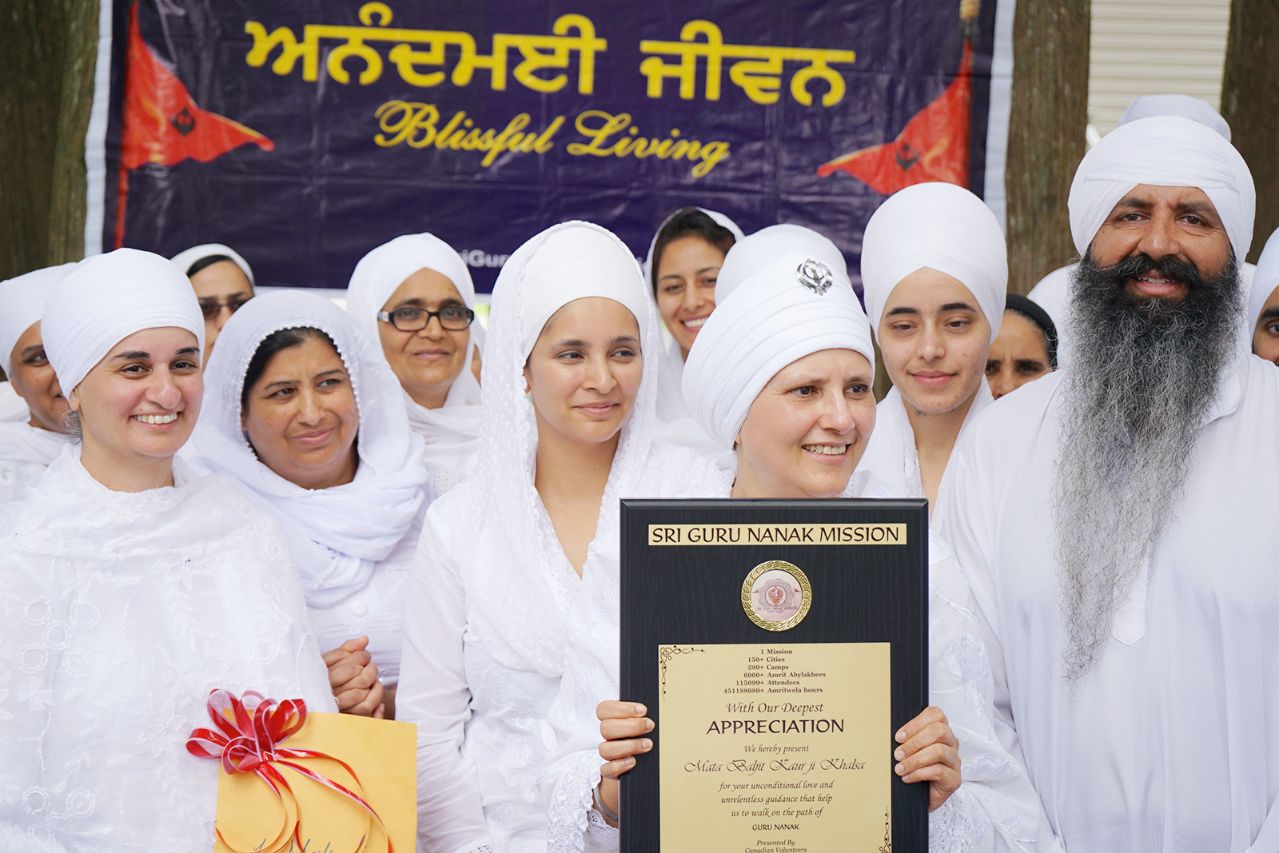 ਅਨੰਦਮਈ ਜੀਵਨ
Blissful Living
SRI GURU NANAK MISSION
1 Mission
150+ Cities
280+ Camps
6000+ Amrit Abylakhees
115099+ Attendees
451188080+ Amritwela hours
With Our Deepest
APPRECIATION
We hereby present
Mata Baljit Kaur ji Khalsa
for your unconditional love and
unrelentless guidance that help
us to walk on the path of
GURU NANAK
Presented By
Canadian Volunteers